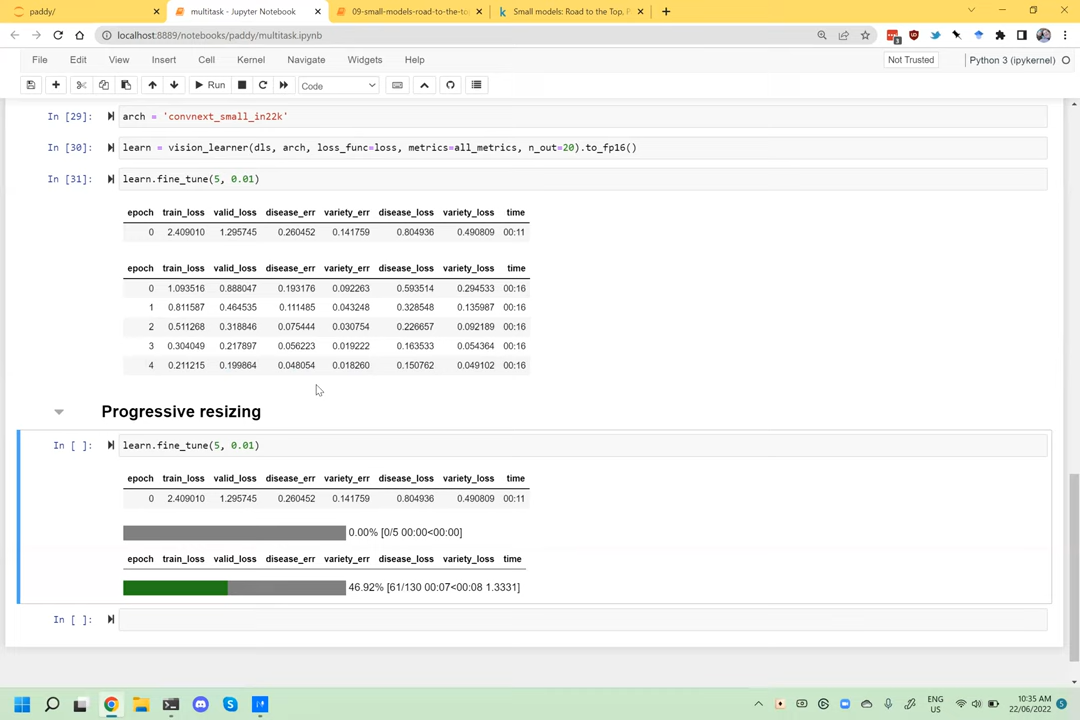 paddy/
multitask - Jupyter Notebook
09-small-models-road-to-the-to
Small models: Road to the Top, P
localhost:8889/notebooks/paddy/multitask.ipynb
File Edit View Insert Cell Kernel Navigate Widgets Help
Not Trusted
Python 3 (ipykernel)
Run
Code
In [29]: arch = 'convnext_small_in22k'
In [30]: learn = vision_learner(dls, arch, loss_func=loss, metrics=all_metrics, n_out=20).to_fp16()
In [31]: learn.fine_tune(5, 0.01)
epoch train_loss valid_loss disease_err variety_err disease_loss variety_loss time
0 2.409010 1.295745 0.260452 0.141759 0.804936 0.490809 00:11
epoch train_loss valid_loss disease_err variety_err disease_loss variety_loss time
0 1.093516 0.888047 0.193176 0.092263 0.593514 0.294533 00:16
1 0.811587 0.464535 0.111485 0.043248 0.328548 0.135987 00:16
2 0.511268 0.318846 0.075444 0.030754 0.226657 0.092189 00:16
3 0.304049 0.217897 0.056223 0.019222 0.163533 0.054364 00:16
4 0.211215 0.199864 0.048054 0.018260 0.150762 0.049102 00:16
Progressive resizing
In [ ]: learn.fine_tune(5, 0.01)
epoch train_loss valid_loss disease_err variety_err disease_loss variety_loss time
0 2.409010 1.295745 0.260452 0.141759 0.804936 0.490809 00:11
0.00% [0/5 00:00<00:00]
epoch train_loss valid_loss disease_err variety_err disease_loss variety_loss time
46.92% [61/130 00:07<00:08 1.3331]
In [ ]:
ENG
US
10:35 AM
22/06/2022
5